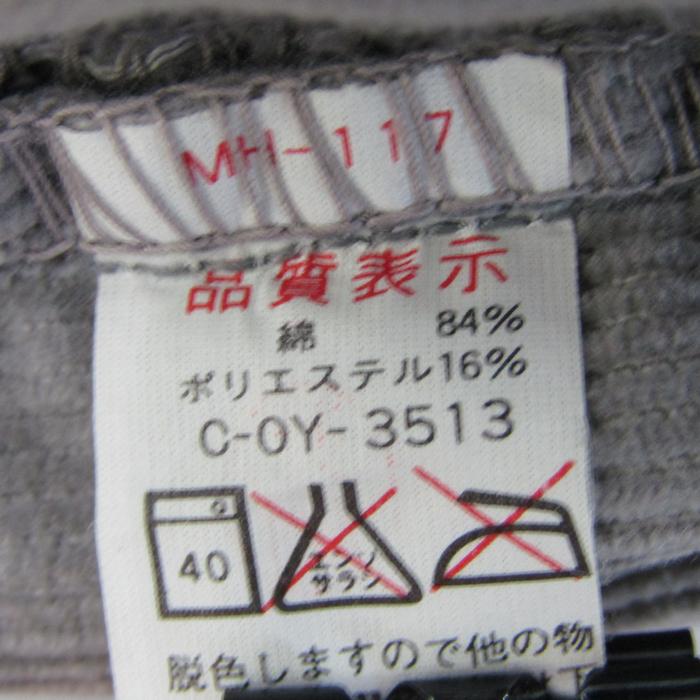 MH-117
品質表示
綿 84%
ポリエステル16%
C-OY-3513
40
エンソ
サラシ
脱色しますので他の物